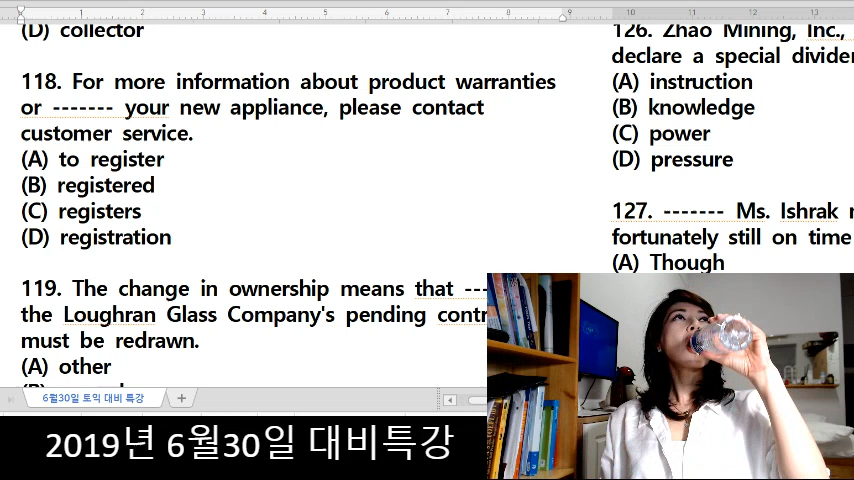 (D) collector
118. For more information about product warranties
or ------- your new appliance, please contact
customer service.
(A) to register
(B) registered
(C) registers
(D) registration
119. The change in ownership means that ---
the Loughran Glass Company's pending contr
must be redrawn.
(A) other
126. Zhao Mining, Inc.,
declare a special divider
(A) instruction
(B) knowledge
(C) power
(D) pressure
127. ------- Ms. Ishrak
fortunately still on time
(A) Though
6월30일 토익 대비 특강
2019년 6월30일 대비특강